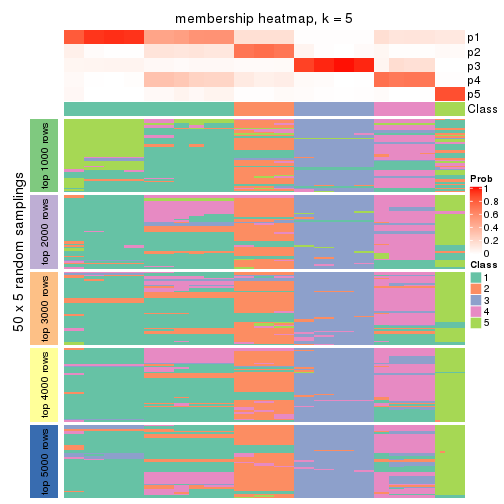 membership heatmap, k = 5
p1
p2
p3
p4
p5
Class
50 x 5 random samplings
top 1000 rows
top 2000 rows
top 3000 rows
top 4000 rows
top 5000 rows
Prob
1
0.8
0.6
0.4
0.2
0
Class
1
2
3
4
5